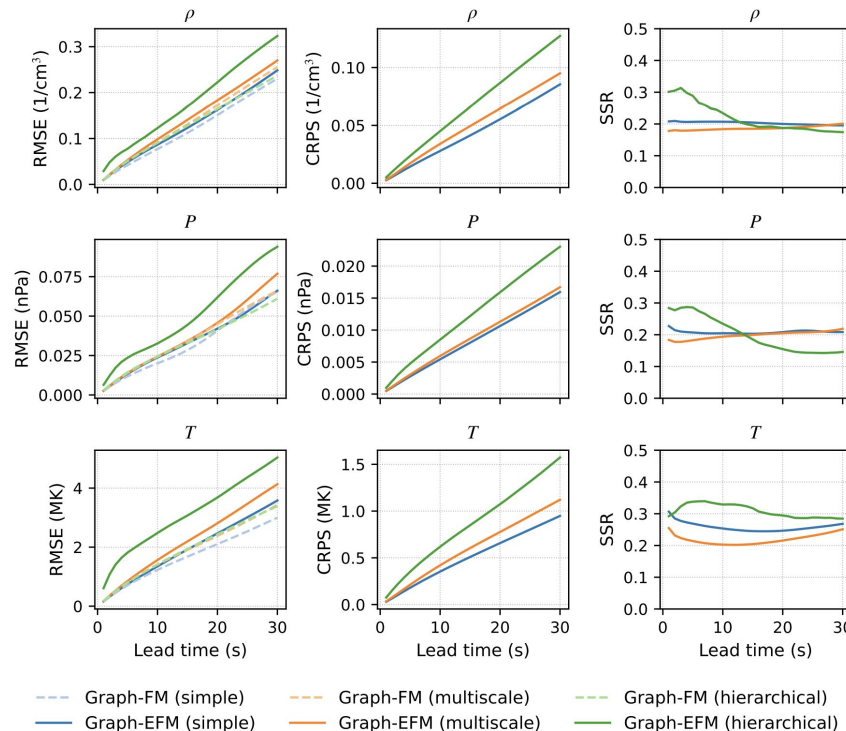 ρ ρ ρ
RMSE (1/cm³) 0.3 0.2 0.1 0.0
CRPS (1/cm³) 0.10 0.05 0.00
SSR 0.5 0.4 0.3 0.2 0.1 0.0
P P P
RMSE (nPa) 0.075 0.050 0.025 0.000
CRPS (nPa) 0.020 0.015 0.010 0.005 0.000
SSR 0.5 0.4 0.3 0.2 0.1 0.0
T T T
RMSE (MK) 4 2 0
CRPS (MK) 1.5 1.0 0.5 0.0
SSR 0.5 0.4 0.3 0.2 0.1 0.0
0 10 20 30 0 10 20 30 0 10 20 30
Lead time (s) Lead time (s) Lead time (s)
Graph-FM (simple) Graph-FM (multiscale) Graph-FM (hierarchical)
Graph-EFM (simple) Graph-EFM (multiscale) Graph-EFM (hierarchical)